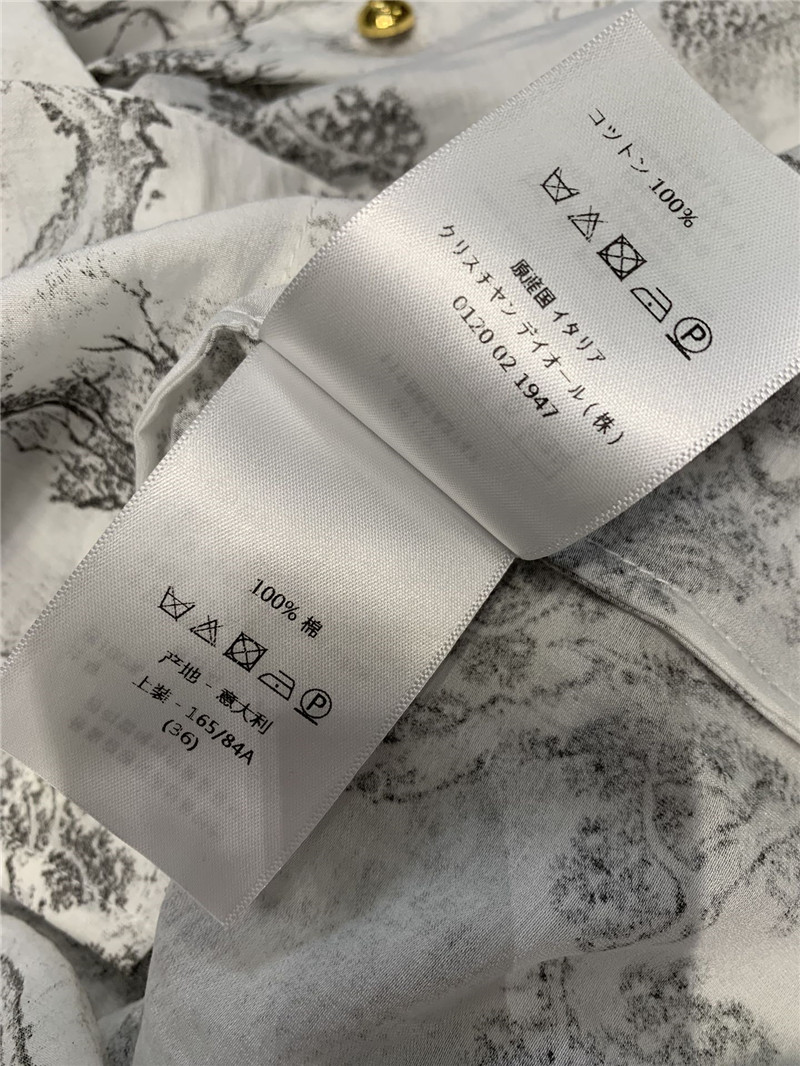 コットン 100%
P
原産国 イタリア
クリスチャン デイオール (株)
0120 02 1947
100% 棉
P
产地 - 意大利
上装 - 165/84A
(36)